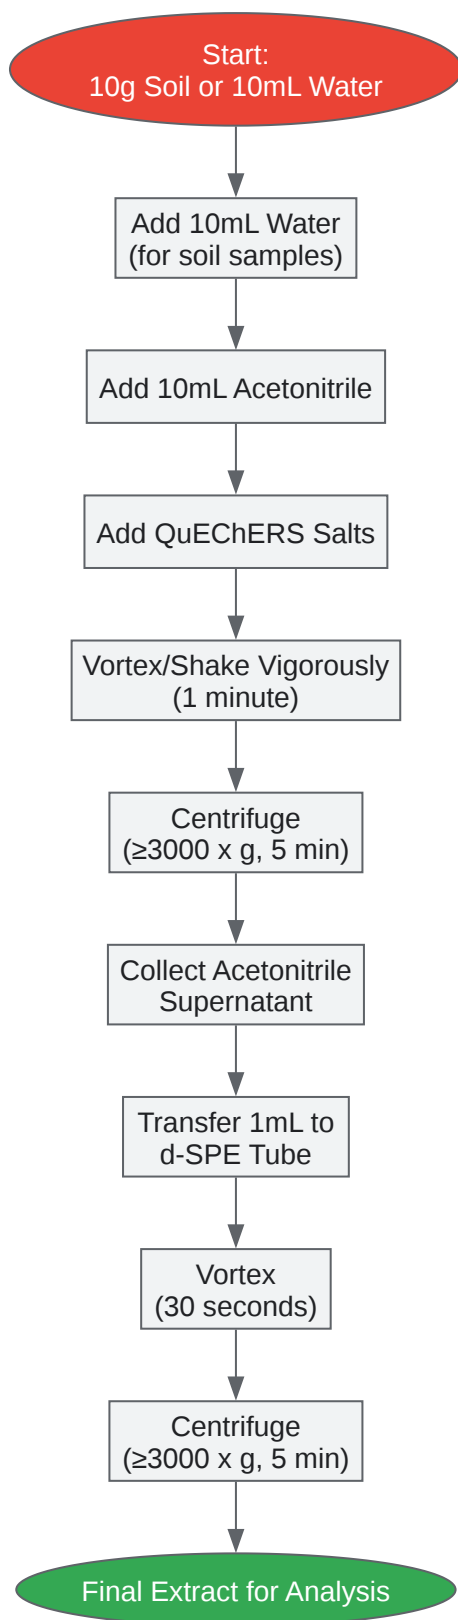 Start:
10g Soil or 10mL Water
Add 10mL Water
(for soil samples)
Add 10mL Acetonitrile
Add QuEChERS Salts
Vortex/Shake Vigorously
(1 minute)
Centrifuge
(≥3000 x g, 5 min)
Collect Acetonitrile
Supernatant
Transfer 1mL to
d-SPE Tube
Vortex
(30 seconds)
Centrifuge
(≥3000 x g, 5 min)
Final Extract for Analysis